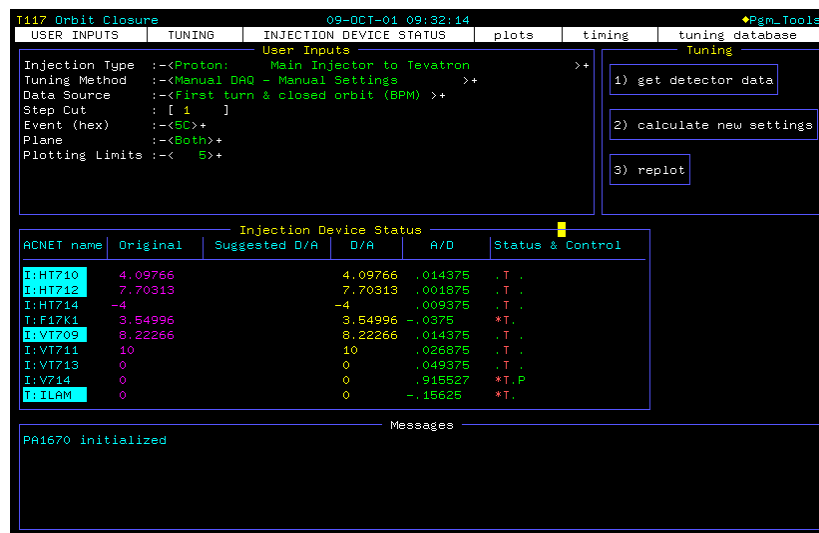 T117 Orbit Closure 09-OCT-01 09:32:14 ◆Pgm_Tools
USER INPUTS TUNING INJECTION DEVICE STATUS plots timing tuning database
User Inputs
Injection Type :-<Proton: Main Injector to Tevatron >+
Tuning Method :-<Manual DAQ - Manual Settings >+
Data Source :-<First turn & closed orbit (BPM) >+
Step Cut : [ 1 ]
Event (hex) :-<5C>+
Plane :-<Both>+
Plotting Limits :-< 5>+
Tuning
1) get detector data
2) calculate new settings
3) replot
Injection Device Status
ACNET name Original Suggested D/A D/A A/D Status & Control
I:HT710 4.09766 4.09766 .014375 .T .
I:HT712 7.70313 7.70313 .001875 .T .
I:HT714 -4 -4 .009375 .T .
T:F17K1 3.54996 3.54996 -.0375 *T.
I:VT709 8.22266 8.22266 .014375 .T .
I:VT711 10 10 .026875 .T .
I:VT713 0 0 .049375 .T .
I:V714 0 0 .915527 *T.P
T:ILAM 0 0 -.15625 *T.
Messages
PA1670 initialized